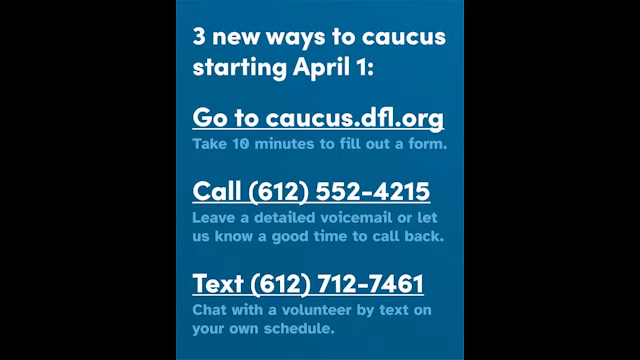 3 new ways to caucus
starting April 1:
Go to caucus.dfl.org
Take 10 minutes to fill out a form.
Call (612) 552-4215
Leave a detailed voicemail or let
us know a good time to call back.
Text (612) 712-7461
Chat with a volunteer by text on
your own schedule.